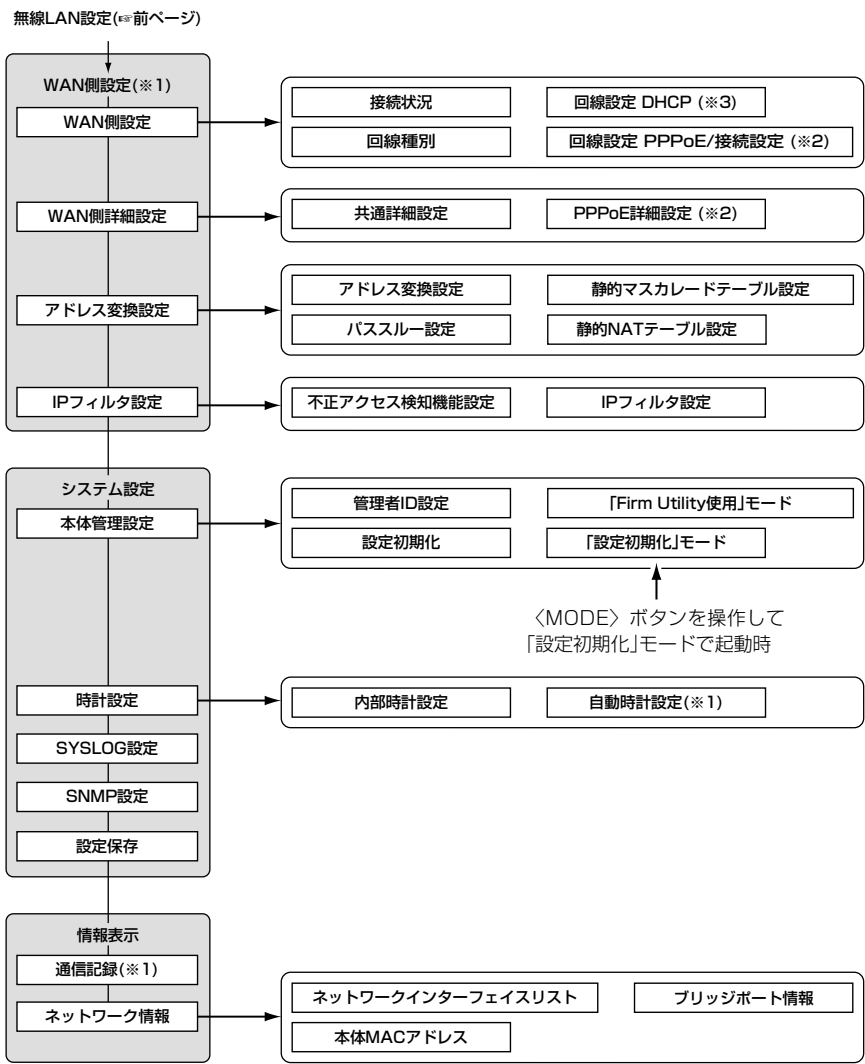 無線LAN設定(☞前ページ)
WAN側設定(※1)
WAN側設定
接続状況
回線設定 DHCP (※3)
回線種別
回線設定 PPPoE/接続設定 (※2)
WAN側詳細設定
共通詳細設定
PPPoE詳細設定 (※2)
アドレス変換設定
アドレス変換設定
静的マスカレードテーブル設定
パススルー設定
静的NATテーブル設定
IPフィルタ設定
不正アクセス検知機能設定
IPフィルタ設定
システム設定
本体管理設定
管理者ID設定
「Firm Utility使用」モード
設定初期化
「設定初期化」モード
〈MODE〉ボタンを操作して
「設定初期化」モードで起動時
時計設定
内部時計設定
自動時計設定(※1)
SYSLOG設定
SNMP設定
設定保存
情報表示
通信記録(※1)
ネットワーク情報
ネットワークインターフェイスリスト
ブリッジポート情報
本体MACアドレス